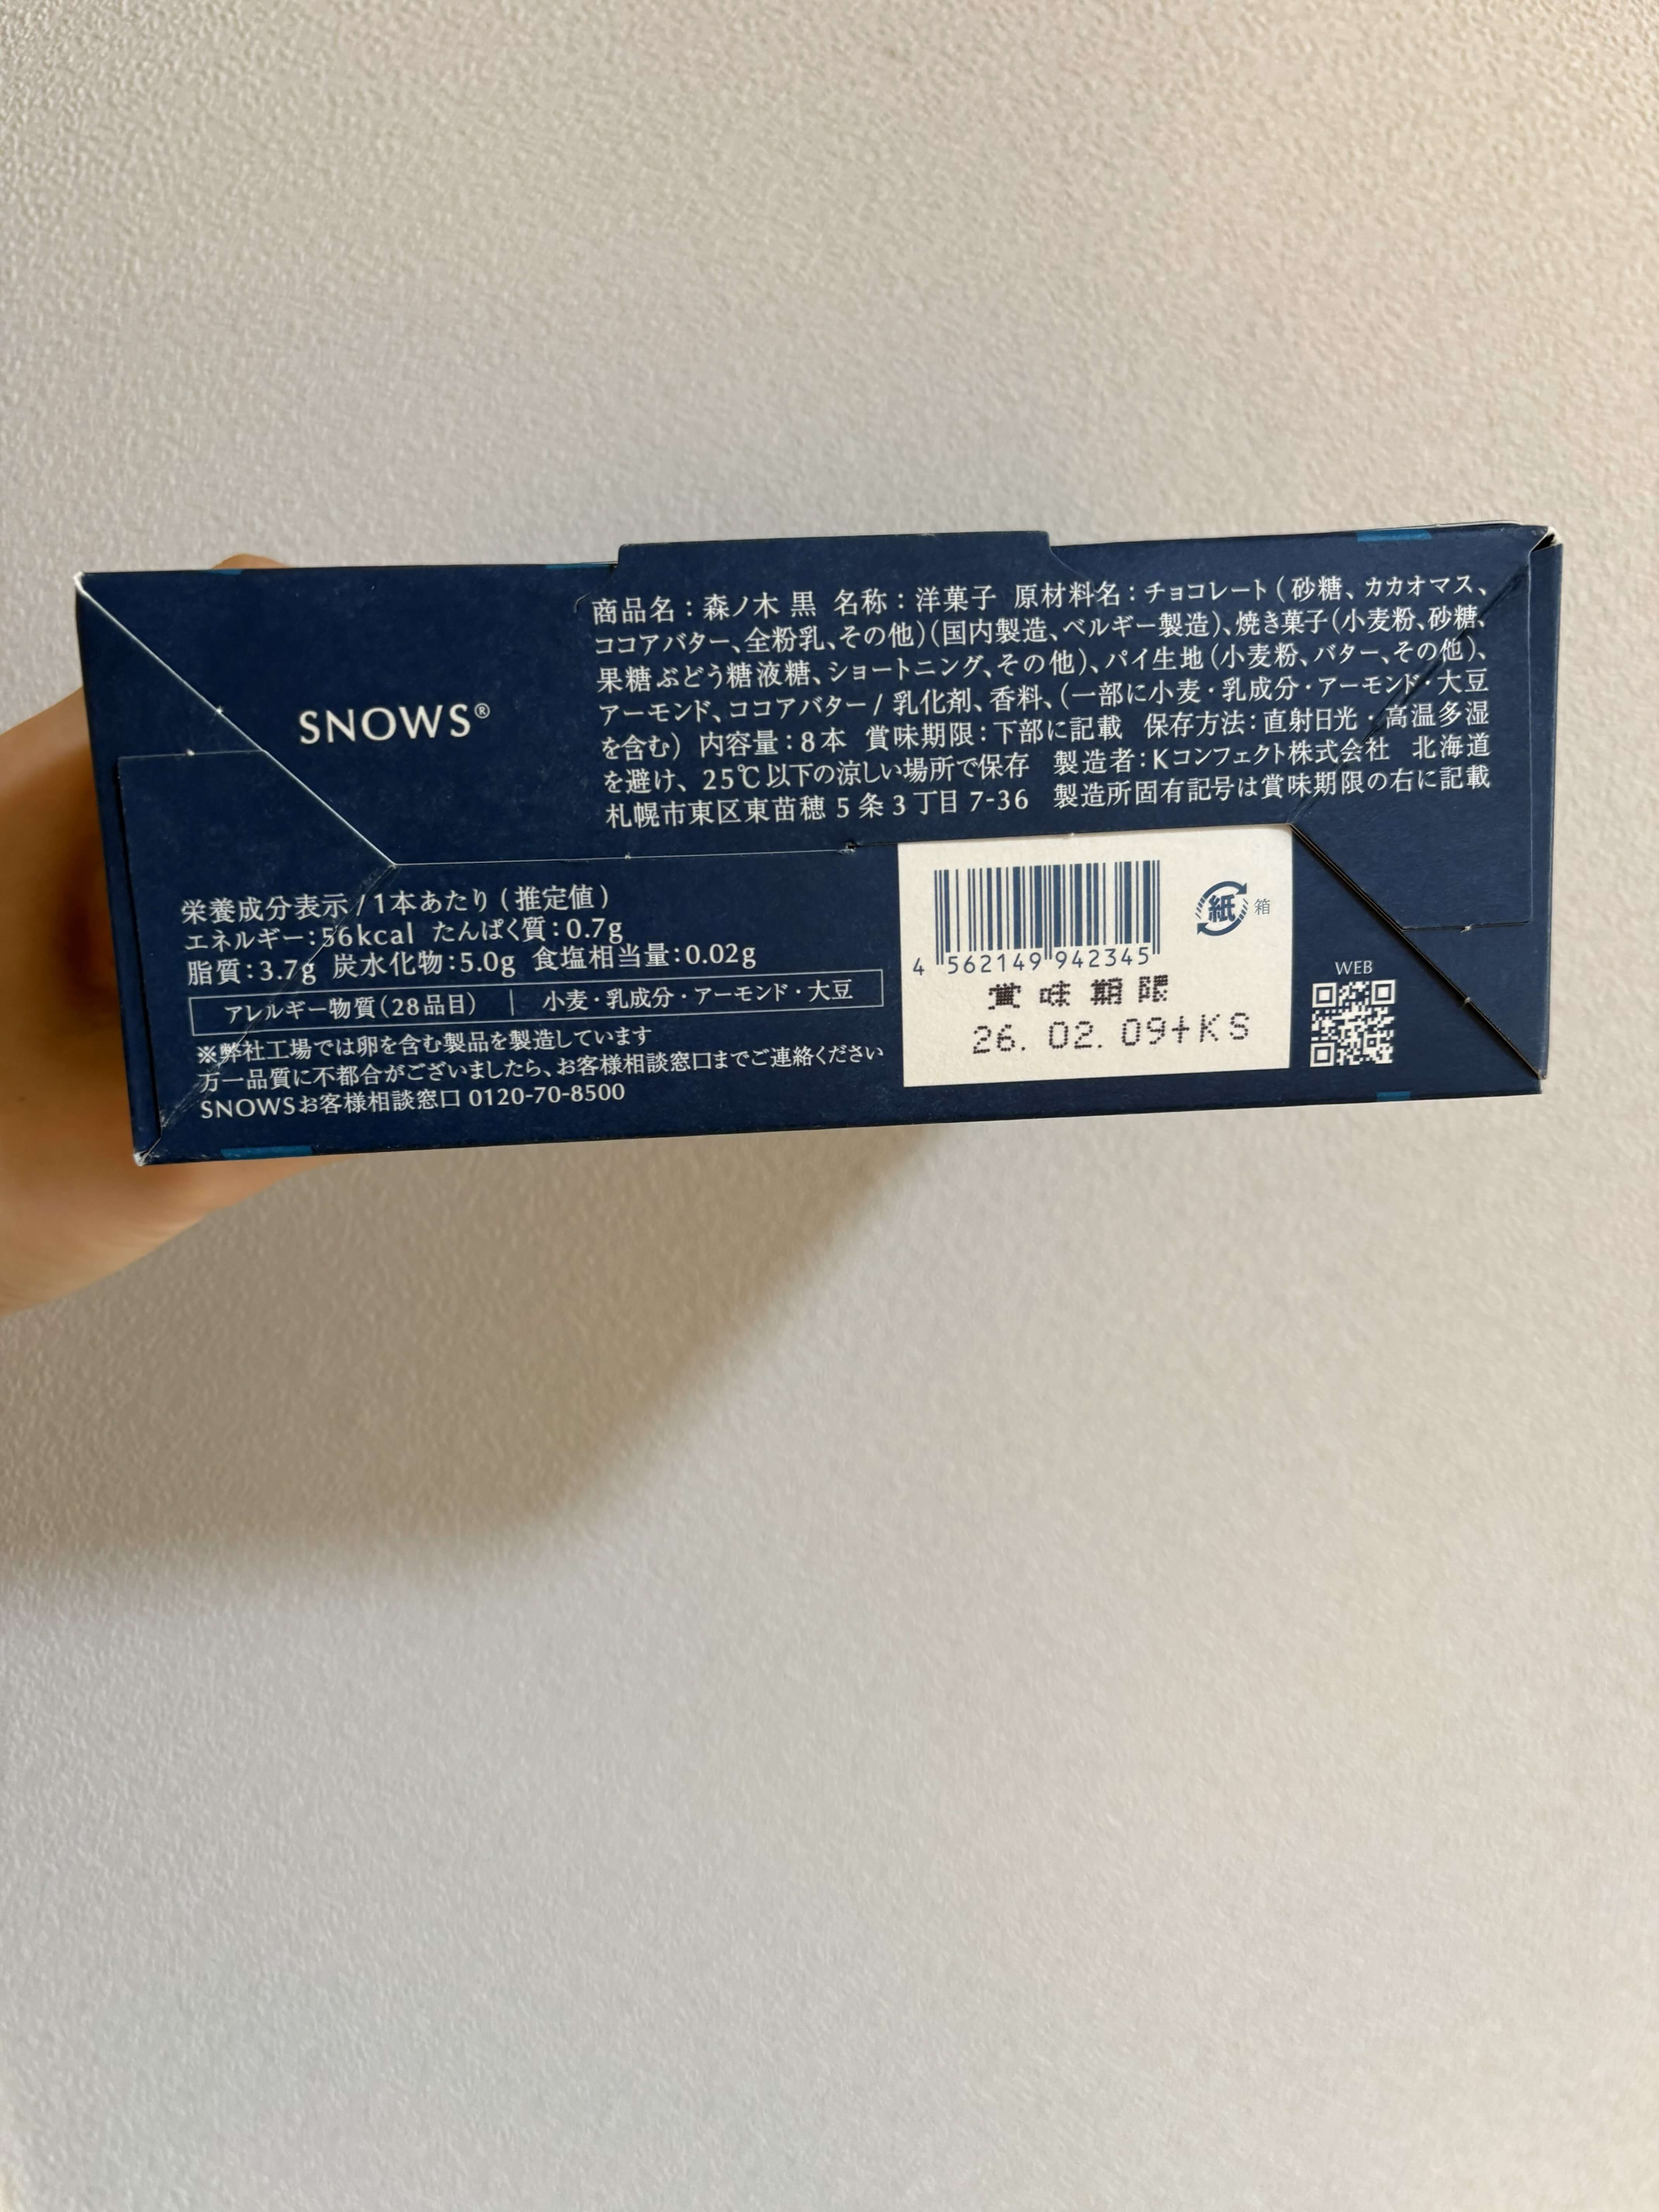 SNOWS®
商品名：森ノ木 黒 名称：洋菓子 原材料名：チョコレート（砂糖、カカオマス、
ココアバター、全粉乳、その他）（国内製造、ベルギー製造）、焼き菓子（小麦粉、砂糖、
果糖ぶどう糖液糖、ショートニング、その他）、パイ生地（小麦粉、バター、その他）、
アーモンド、ココアバター / 乳化剤、香料、（一部に小麦・乳成分・アーモンド・大豆
を含む） 内容量：8本 賞味期限：下部に記載 保存方法：直射日光・高温多湿
を避け、25℃以下の涼しい場所で保存 製造者：Kコンフェクト株式会社 北海道
札幌市東区東苗穂5条3丁目7-36 製造所固有記号は賞味期限の右に記載
栄養成分表示 / 1本あたり（推定値）
エネルギー：56kcal たんぱく質：0.7g
脂質：3.7g 炭水化物：5.0g 食塩相当量：0.02g
アレルギー物質（28品目）｜小麦・乳成分・アーモンド・大豆
※弊社工場では卵を含む製品を製造しています
万一品質に不都合がございましたら、お客様相談窓口までご連絡ください
SNOWSお客様相談窓口 0120-70-8500
4 562149 942345
紙 箱
賞味期限
26.02.09+KS
WEB